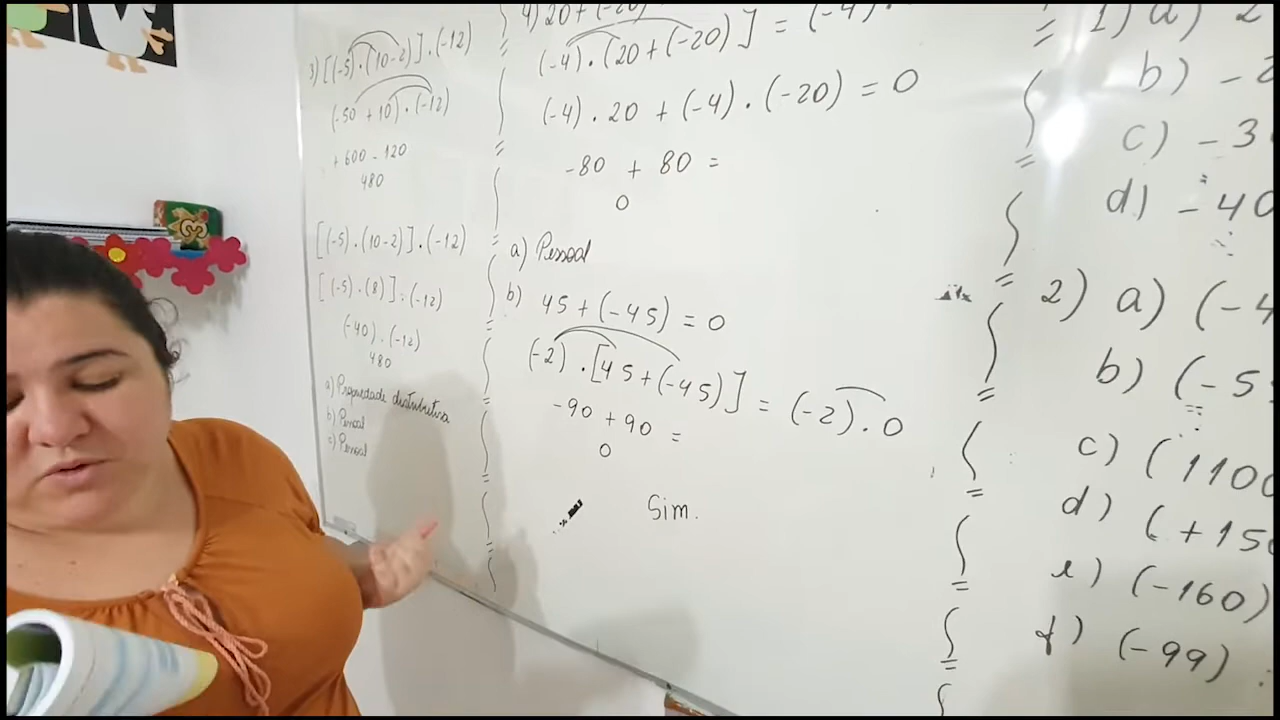 3) [(-5).(10-2)].(-12)
(-50 + 10).(-12)
+ 600 - 120
480
[(-5).(10-2)].(-12)
[(-5).(8)].(-12)
(-40).(-12)
480
a) Propriedade distributiva
b) Pessoal
c) Pessoal
4) 20 + (-20)
(-4).(20+(-20)] = (-4).
(-4).20 + (-4).(-20) = 0
-80 + 80 =
0
a) Pessoal
b) 45 + (-45) = 0
(-2).[45+(-45)] = (-2).0
-90 + 90 =
0
Sim.
1) a) 2
b) -2
c) -3
d) -40
2) a) (-4
b) (-5
c) (1100
d) (+150
e) (-160)
f) (-99) :